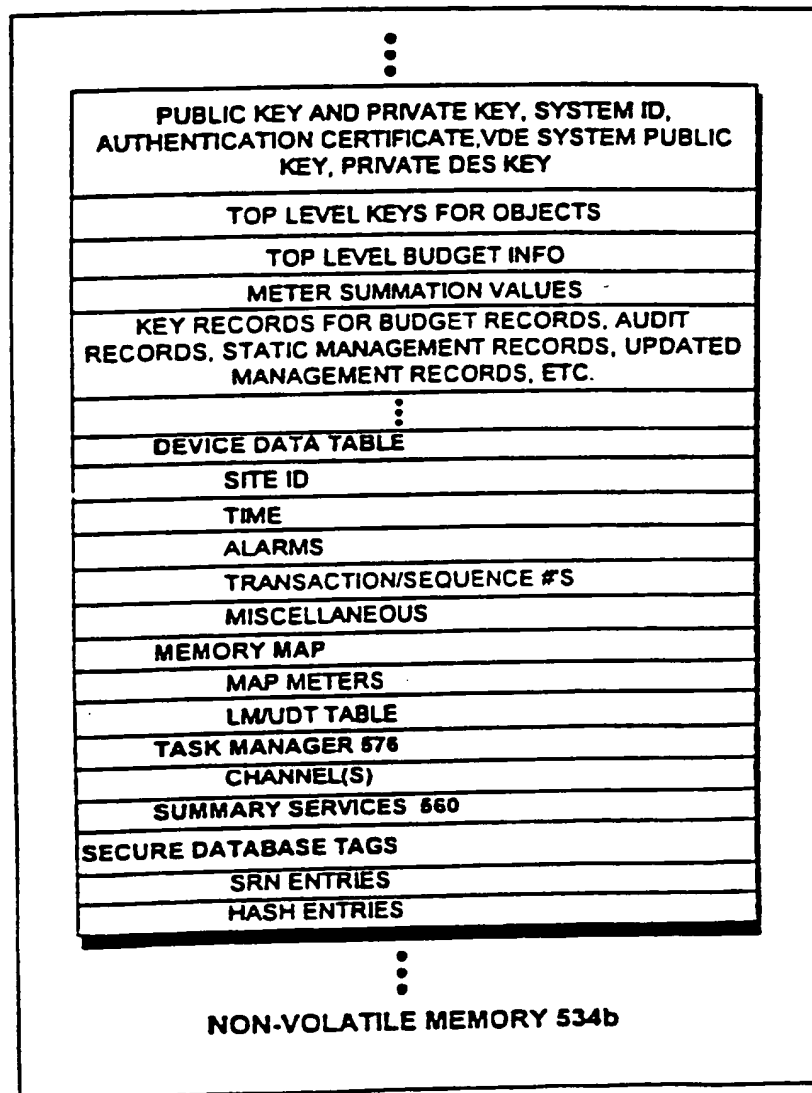 PUBLIC KEY AND PRIVATE KEY, SYSTEM ID,
AUTHENTICATION CERTIFICATE,VDE SYSTEM PUBLIC
KEY, PRIVATE DES KEY
TOP LEVEL KEYS FOR OBJECTS
TOP LEVEL BUDGET INFO
METER SUMMATION VALUES
KEY RECORDS FOR BUDGET RECORDS, AUDIT
RECORDS, STATIC MANAGEMENT RECORDS, UPDATED
MANAGEMENT RECORDS, ETC.
DEVICE DATA TABLE
SITE ID
TIME
ALARMS
TRANSACTION/SEQUENCE #'S
MISCELLANEOUS
MEMORY MAP
MAP METERS
LM/UDT TABLE
TASK MANAGER 576
CHANNEL(S)
SUMMARY SERVICES 560
SECURE DATABASE TAGS
SRN ENTRIES
HASH ENTRIES
NON-VOLATILE MEMORY 534b